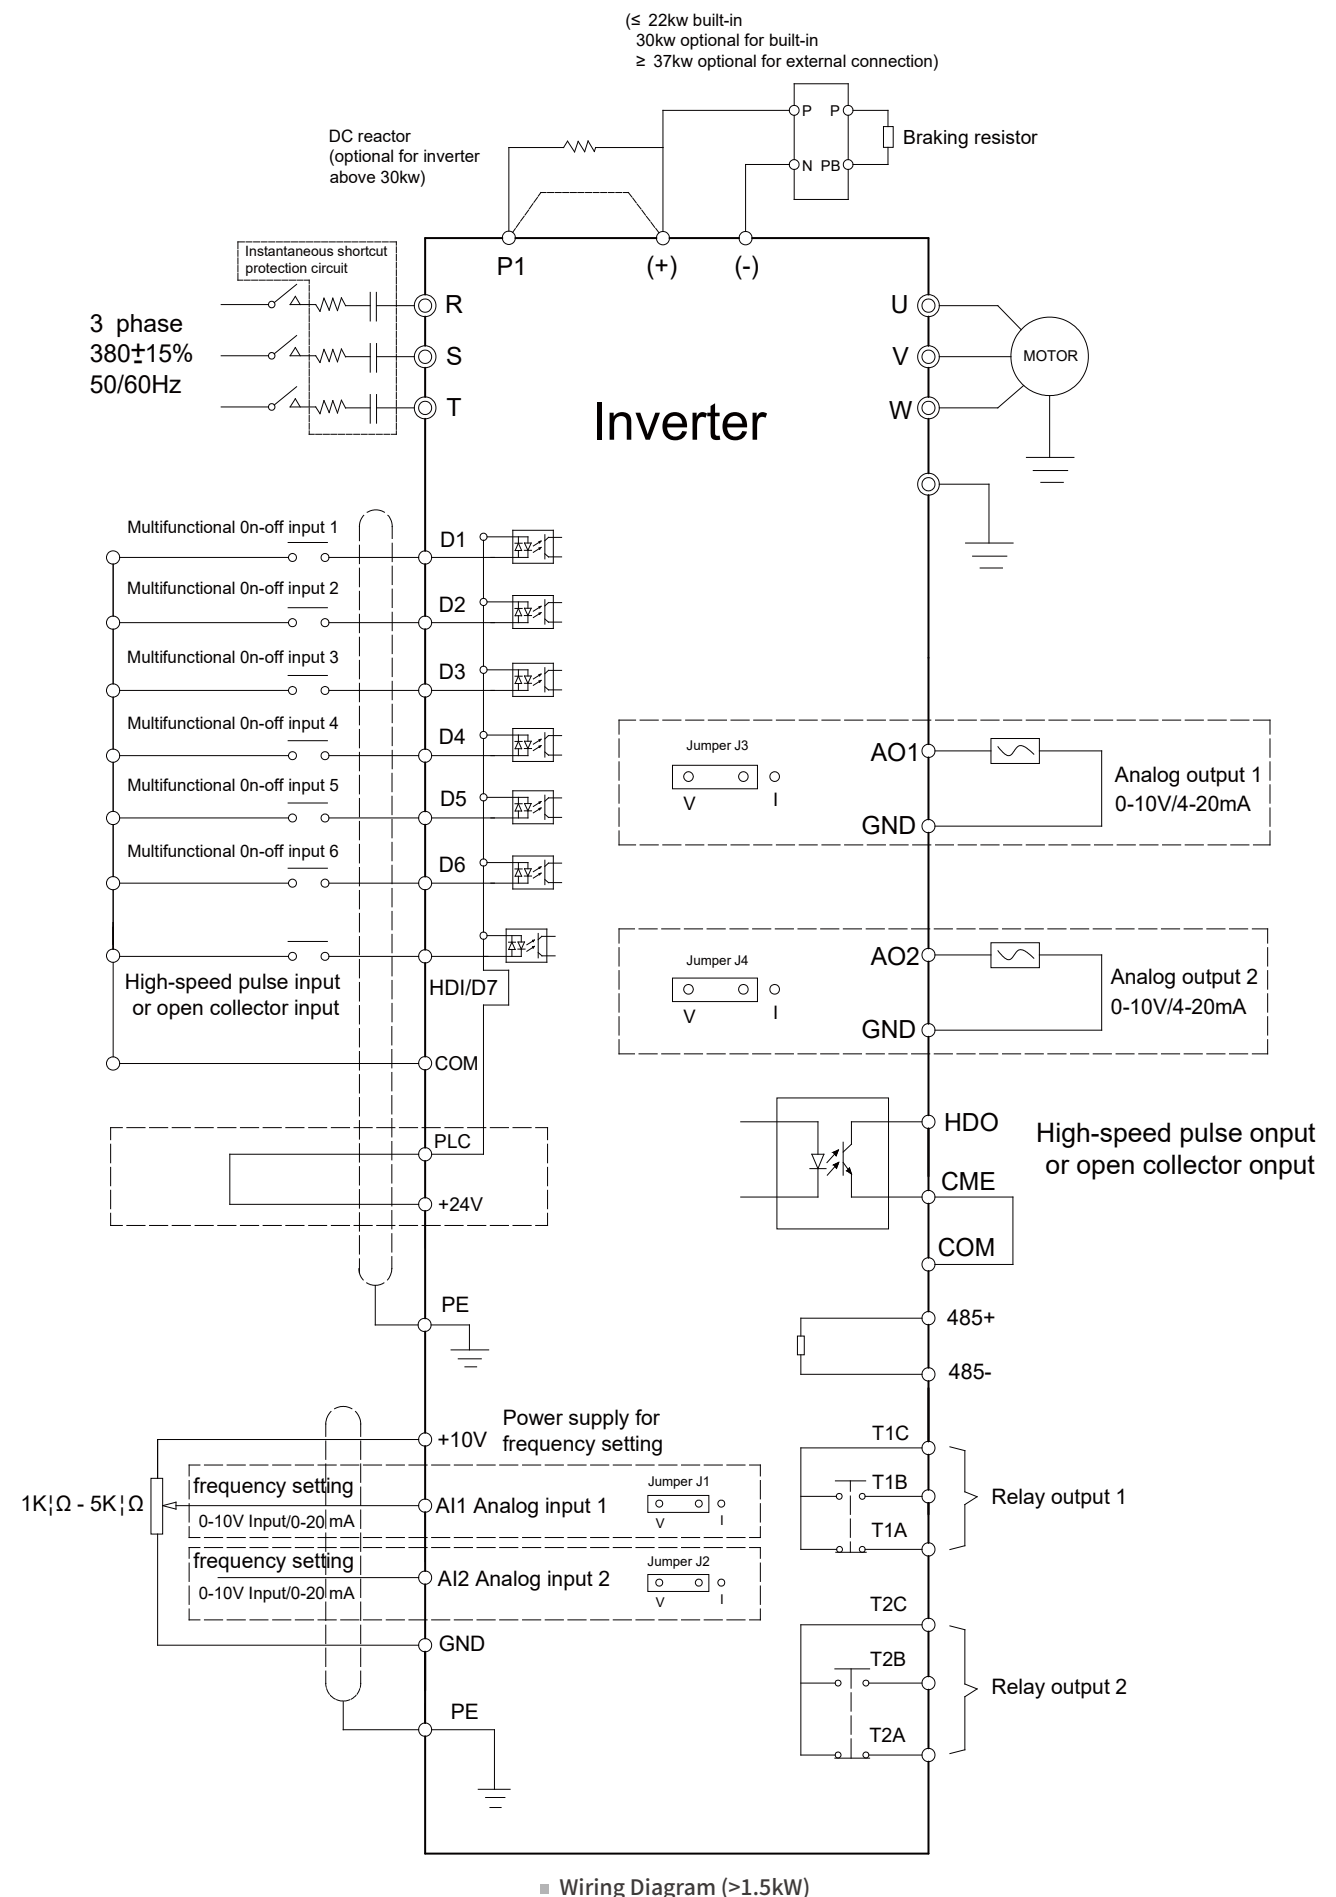 (≤ 22kw built-in
30kw optional for built-in
≥ 37kw optional for external connection)
P P
N PB
Braking resistor
DC reactor
(optional for inverter
above 30kw)
P1 (+) (-)
Instantaneous shortcut
protection circuit
3 phase
380±15%
50/60Hz
R
S
T
Inverter
U
V
W
MOTOR
Multifunctional 0n-off input 1
D1
Multifunctional 0n-off input 2
D2
Multifunctional 0n-off input 3
D3
Multifunctional 0n-off input 4
D4
Multifunctional 0n-off input 5
D5
Multifunctional 0n-off input 6
D6
High-speed pulse input
or open collector input
HDI/D7
COM
PLC
+24V
PE
Jumper J3
V I
AO1
GND
Analog output 1
0-10V/4-20mA
Jumper J4
V I
AO2
GND
Analog output 2
0-10V/4-20mA
HDO
CME
COM
High-speed pulse onput
or open collector onput
485+
485-
+10V
Power supply for
frequency setting
1K¦Ω - 5K¦Ω
frequency setting
0-10V Input/0-20 mA
AI1 Analog input 1
Jumper J1
V I
frequency setting
0-10V Input/0-20 mA
AI2 Analog input 2
Jumper J2
V I
GND
PE
T1C
T1B
T1A
Relay output 1
T2C
T2B
T2A
Relay output 2
Wiring Diagram (>1.5kW)